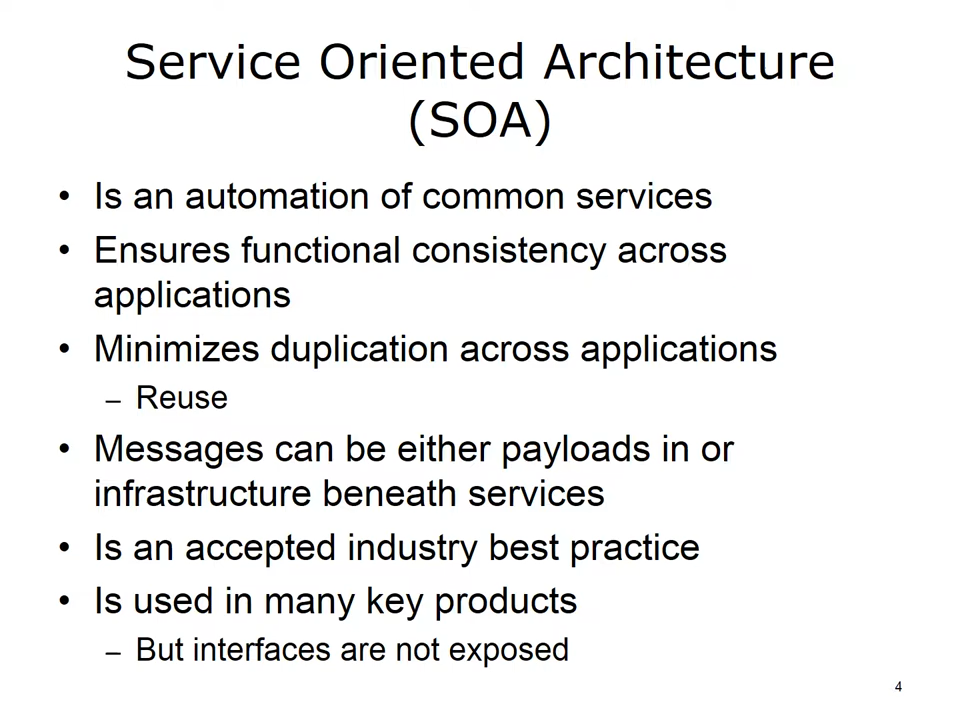 Service Oriented Architecture
(SOA)
• Is an automation of common services
• Ensures functional consistency across
applications
• Minimizes duplication across applications
– Reuse
• Messages can be either payloads in or
infrastructure beneath services
• Is an accepted industry best practice
• Is used in many key products
– But interfaces are not exposed
4